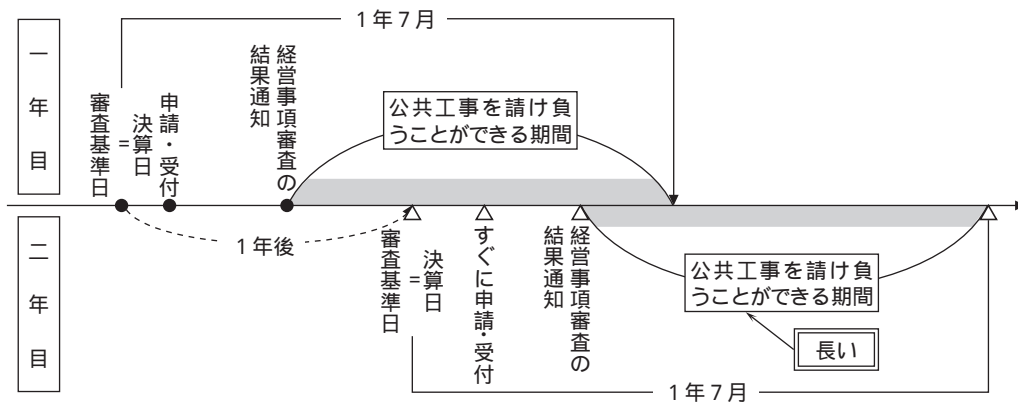 1年7月
一年目
審査基準日
=
決算日
申請・受付
経営事項審査の
結果通知
公共工事を請け負
うことができる期間
1年後
二年目
審査基準日
=
決算日
すぐに申請・受付
経営事項審査の
結果通知
公共工事を請け負
うことができる期間
長い
1年7月